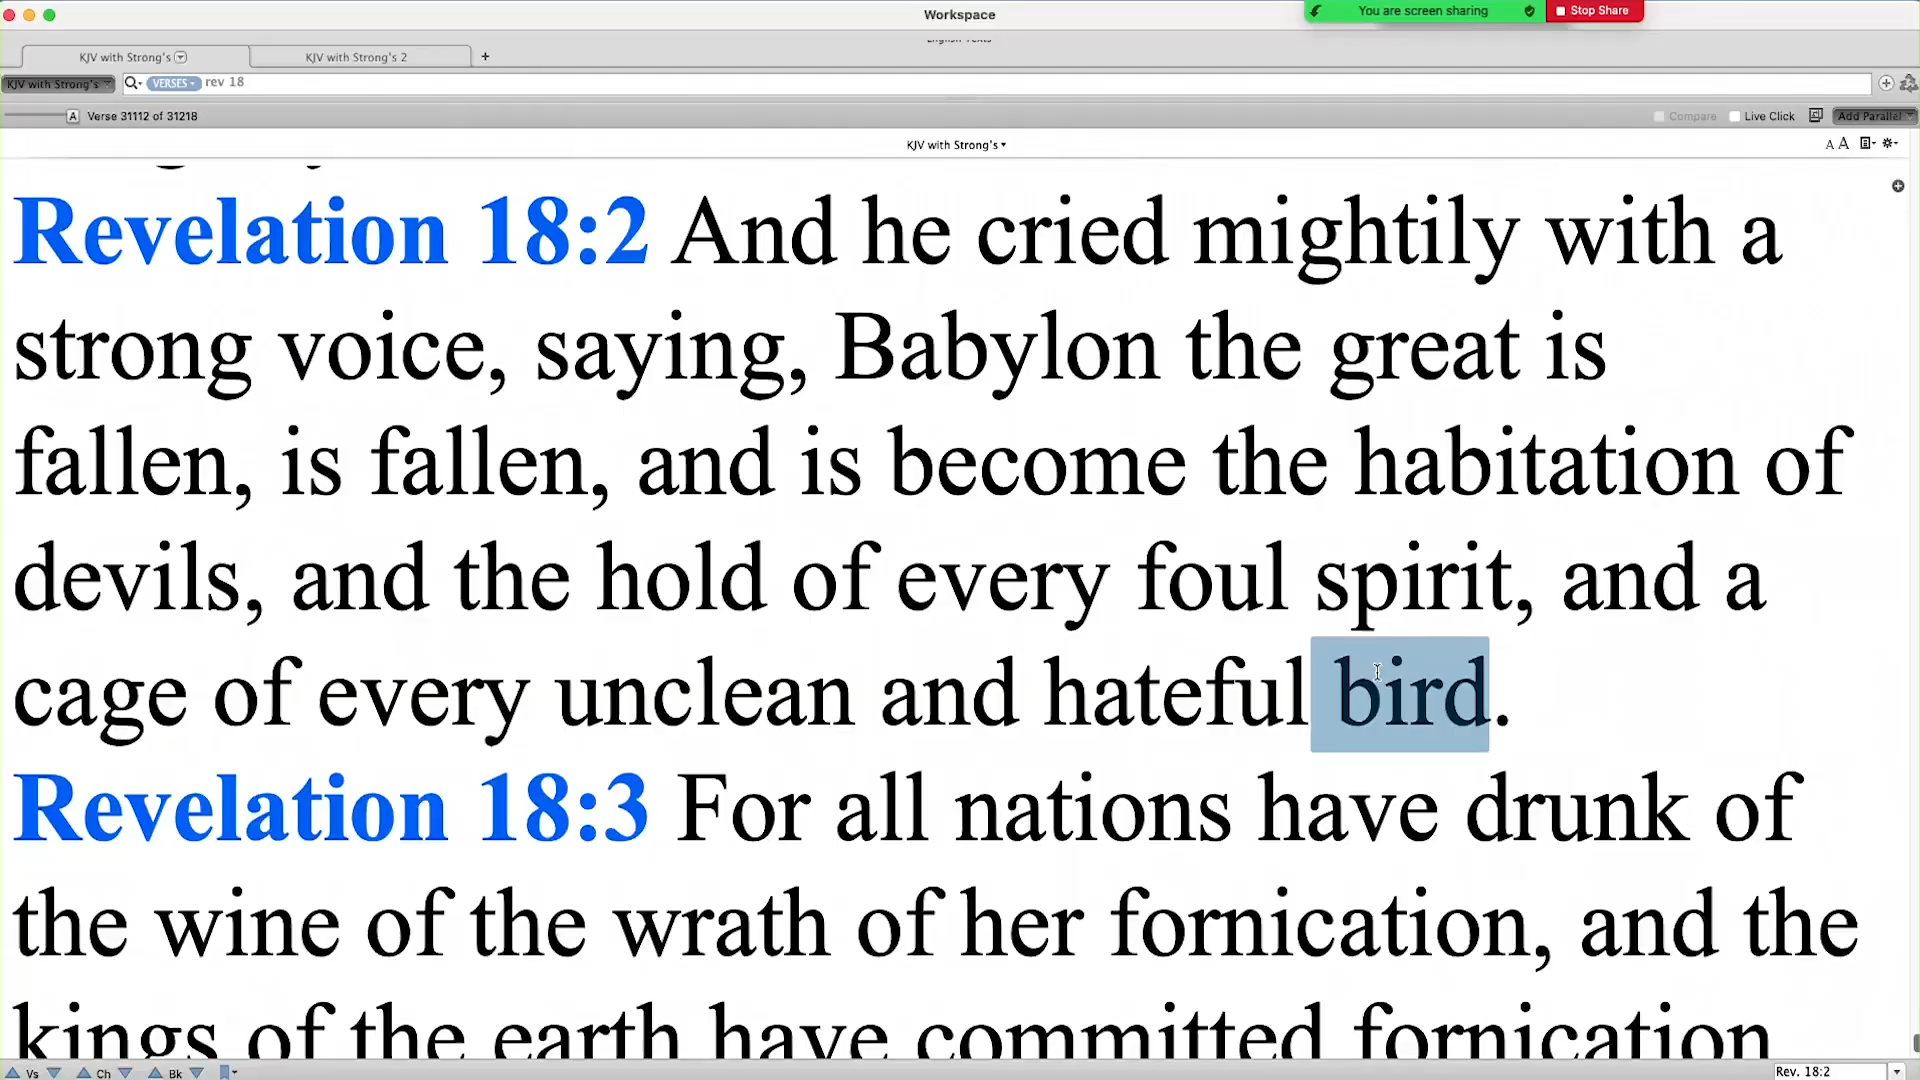 Workspace
You are screen sharing
Stop Share
KJV with Strong's
KJV with Strong's 2
+
KJV with Strong's
VERSES
rev 18
A
Verse 31112 of 31218
Compare
Live Click
Add Parallel
KJV with Strong's
A A
Revelation 18:2 And he cried mightily with a
strong voice, saying, Babylon the great is
fallen, is fallen, and is become the habitation of
devils, and the hold of every foul spirit, and a
cage of every unclean and hateful bird.
Revelation 18:3 For all nations have drunk of
the wine of the wrath of her fornication, and the
kings of the earth have committed fornication
Vs Ch Bk
Rev. 18:2